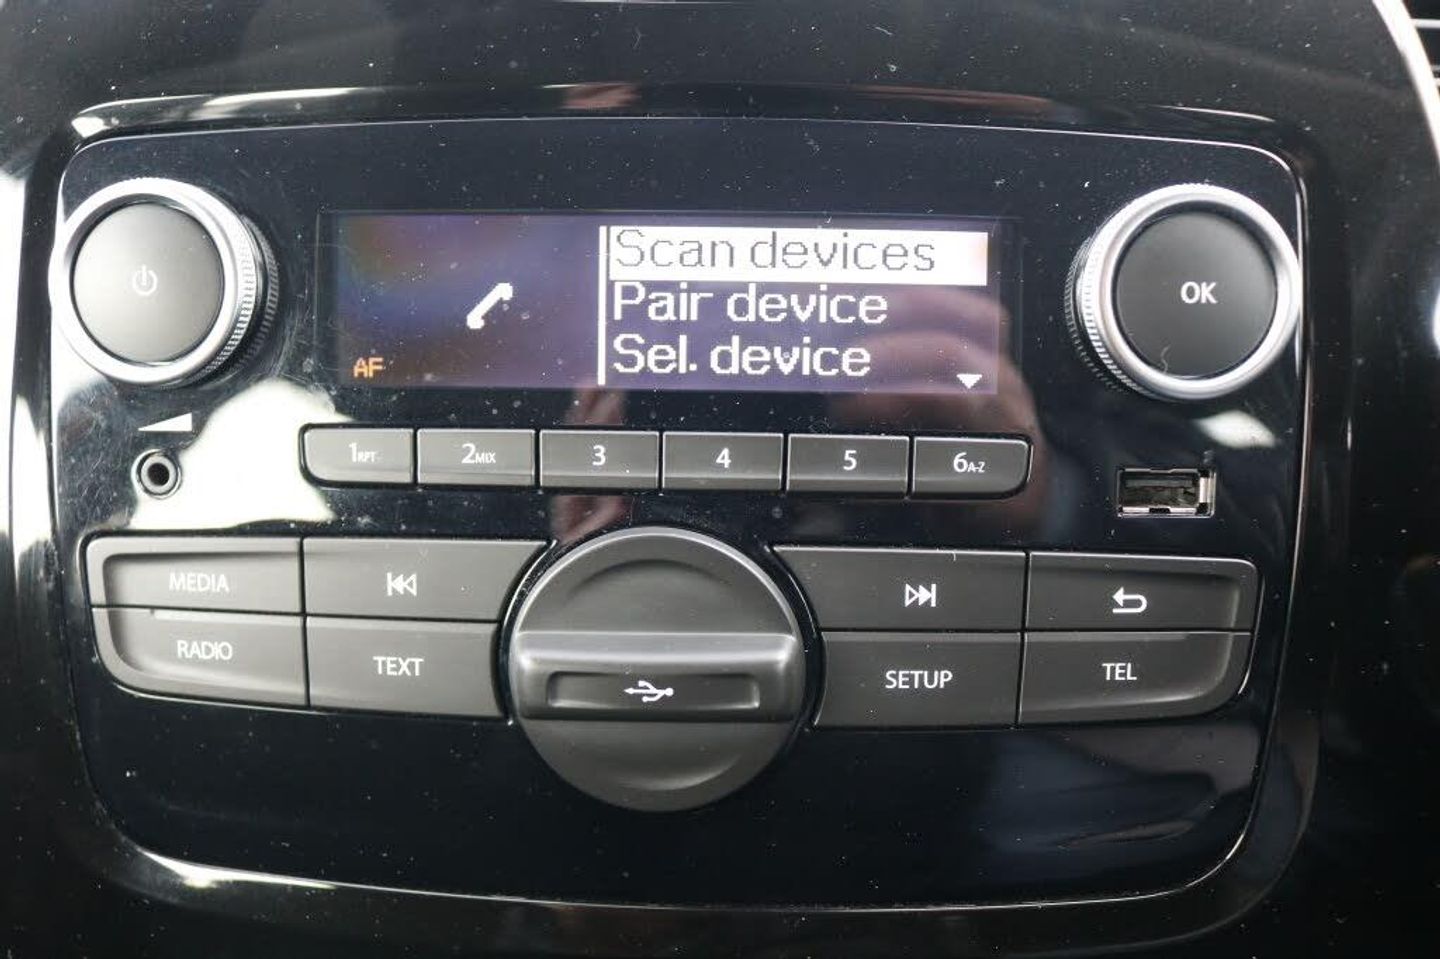 Scan devices
Pair device
Sel. device
AF
OK
1RPT
2MIX
3
4
5
6A-Z
MEDIA
RADIO
TEXT
SETUP
TEL